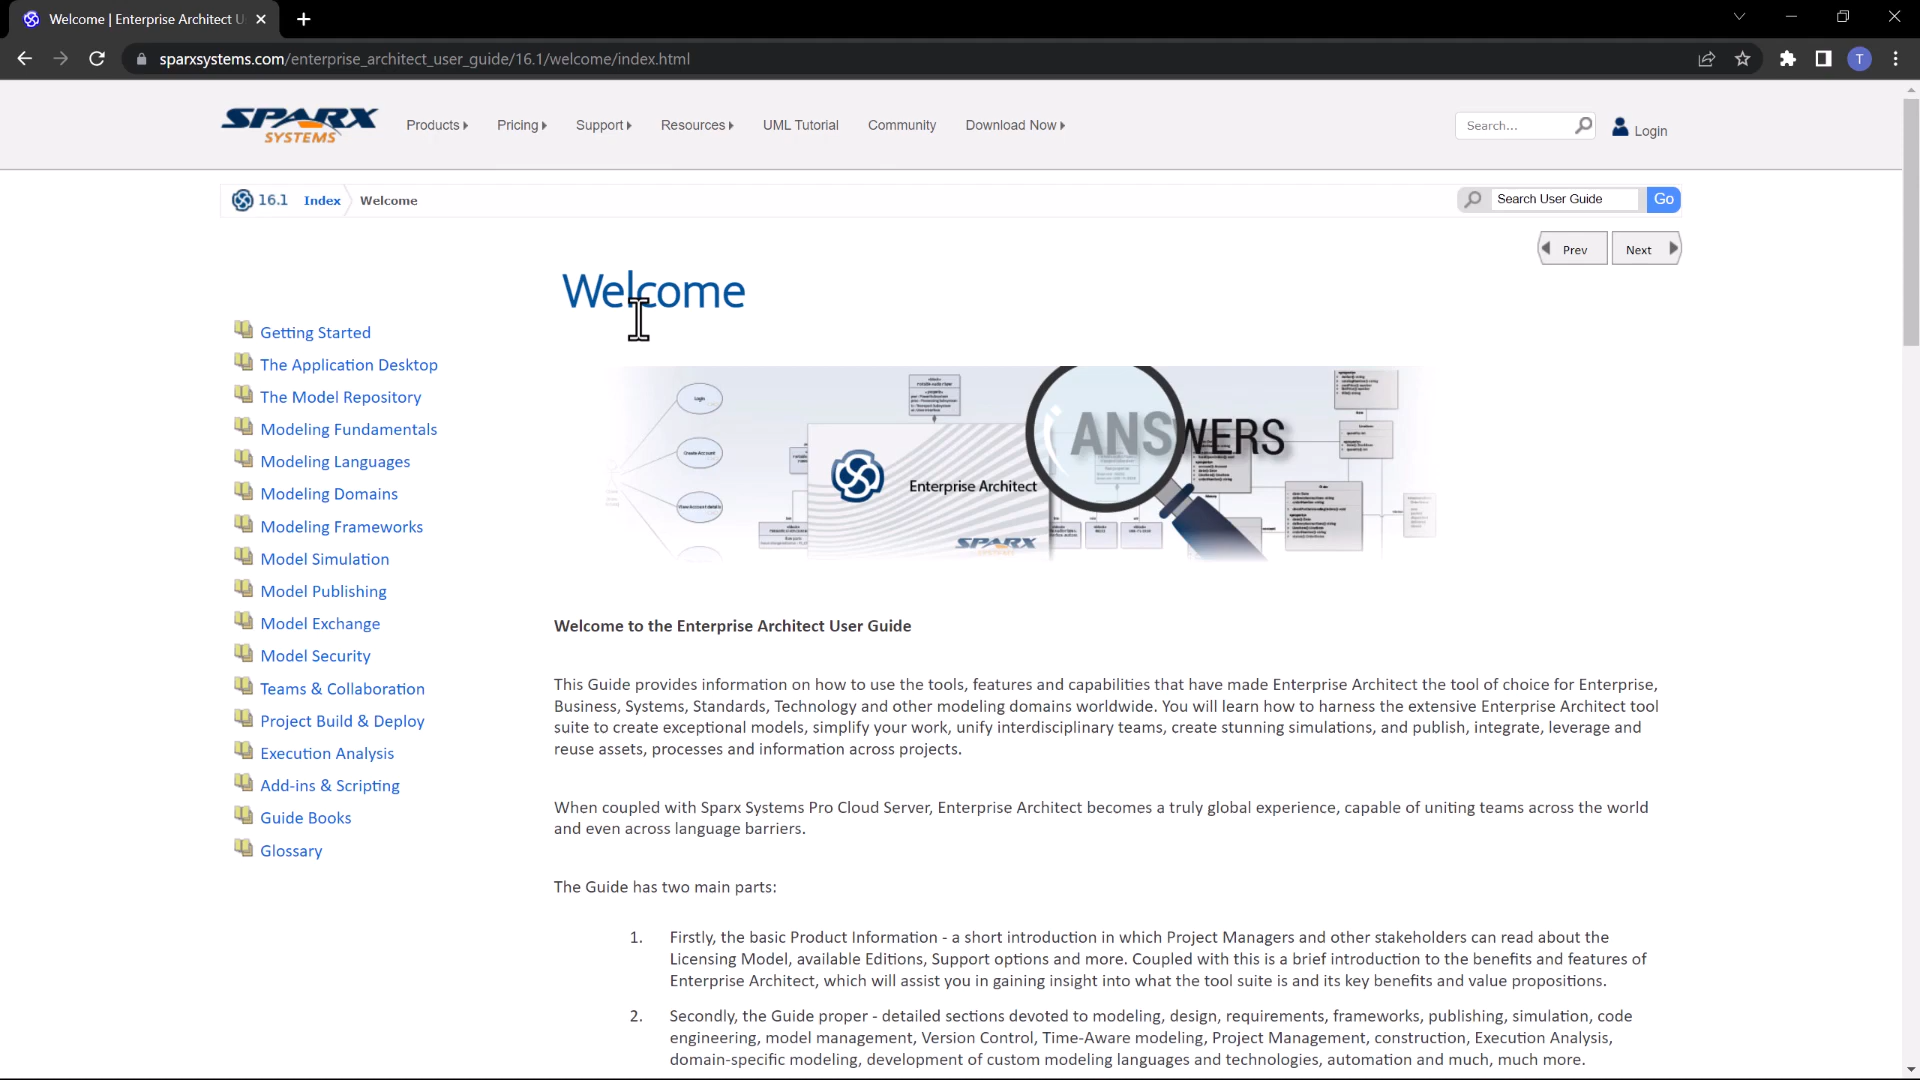 Welcome | Enterprise Architect U
sparxsystems.com/enterprise_architect_user_guide/16.1/welcome/index.html
T
SPARX SYSTEMS
Products
Pricing
Support
Resources
UML Tutorial
Community
Download Now
Search...
Login
16.1
Index
Welcome
Search User Guide
Go
Prev
Next
Welcome
Getting Started
The Application Desktop
The Model Repository
Modeling Fundamentals
Modeling Languages
Modeling Domains
Modeling Frameworks
Model Simulation
Model Publishing
Model Exchange
Model Security
Teams & Collaboration
Project Build & Deploy
Execution Analysis
Add-ins & Scripting
Guide Books
Glossary
Login
Create Account
View Account details
ANSWERS
Enterprise Architect
SPARX
SYSTEMS
Welcome to the Enterprise Architect User Guide
This Guide provides information on how to use the tools, features and capabilities that have made Enterprise Architect the tool of choice for Enterprise,
Business, Systems, Standards, Technology and other modeling domains worldwide. You will learn how to harness the extensive Enterprise Architect tool
suite to create exceptional models, simplify your work, unify interdisciplinary teams, create stunning simulations, and publish, integrate, leverage and
reuse assets, processes and information across projects.
When coupled with Sparx Systems Pro Cloud Server, Enterprise Architect becomes a truly global experience, capable of uniting teams across the world
and even across language barriers.
The Guide has two main parts:
1. Firstly, the basic Product Information - a short introduction in which Project Managers and other stakeholders can read about the
Licensing Model, available Editions, Support options and more. Coupled with this is a brief introduction to the benefits and features of
Enterprise Architect, which will assist you in gaining insight into what the tool suite is and its key benefits and value propositions.
2. Secondly, the Guide proper - detailed sections devoted to modeling, design, requirements, frameworks, publishing, simulation, code
engineering, model management, Version Control, Time-Aware modeling, Project Management, construction, Execution Analysis,
domain-specific modeling, development of custom modeling languages and technologies, automation and much, much more.